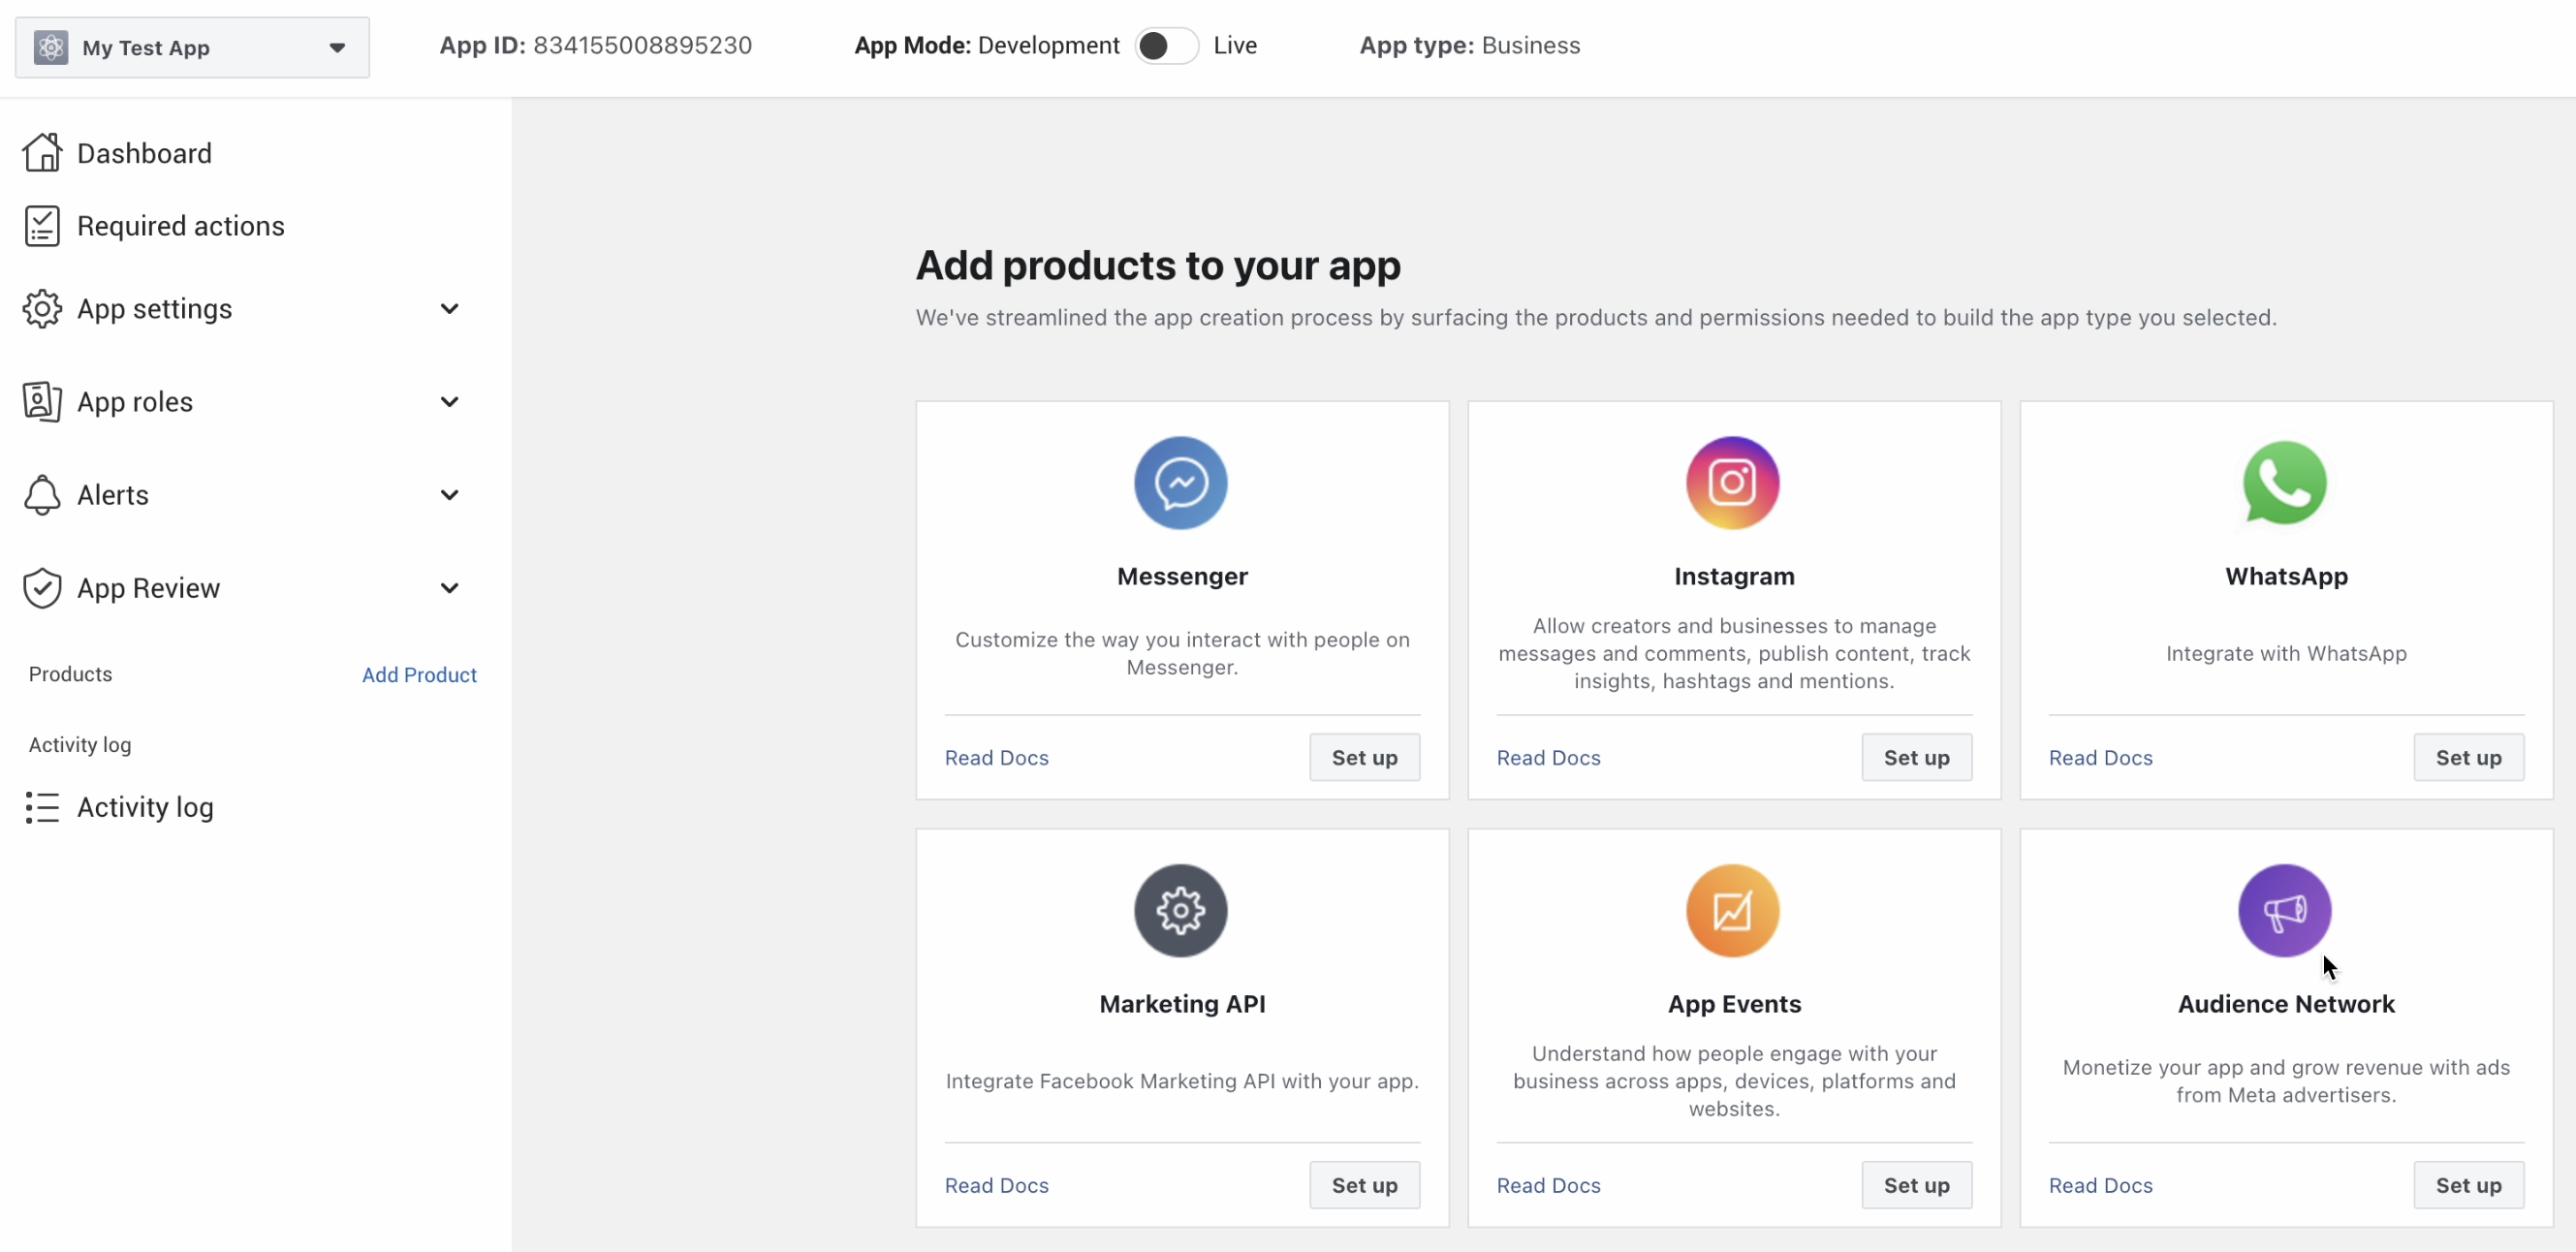 My Test App
App ID: 834155008895230
App Mode: Development
Live
App type: Business
Dashboard
Required actions
App settings
App roles
Alerts
App Review
Products
Add Product
Activity log
Activity log
Add products to your app
We've streamlined the app creation process by surfacing the products and permissions needed to build the app type you selected.
Messenger
Customize the way you interact with people on
Messenger.
Read Docs
Set up
Instagram
Allow creators and businesses to manage
messages and comments, publish content, track
insights, hashtags and mentions.
Read Docs
Set up
WhatsApp
Integrate with WhatsApp
Read Docs
Set up
Marketing API
Integrate Facebook Marketing API with your app.
Read Docs
Set up
App Events
Understand how people engage with your
business across apps, devices, platforms and
websites.
Read Docs
Set up
Audience Network
Monetize your app and grow revenue with ads
from Meta advertisers.
Read Docs
Set up